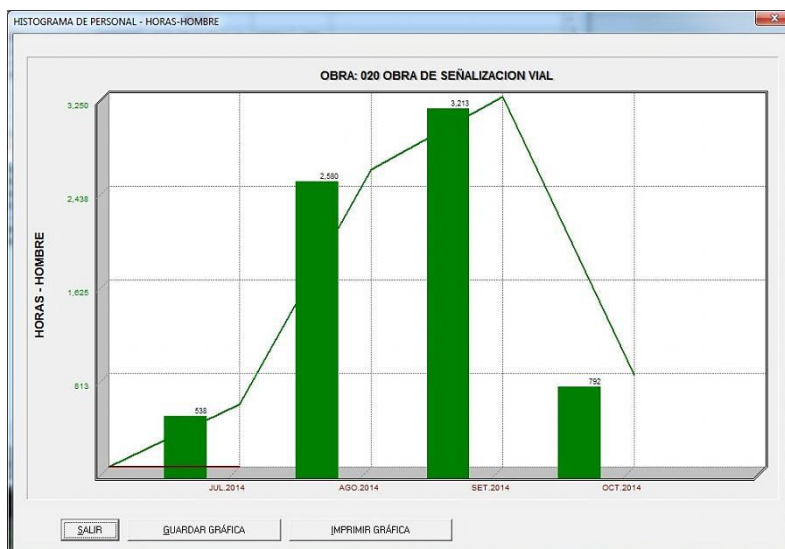 HISTOGRAMA DE PERSONAL - HORAS-HOMBRE
OBRA: 020 OBRA DE SEÑALIZACION VIAL
3,250
2,438
1,625
813
HORAS - HOMBRE
538
2,580
3,213
792
JUL.2014
AGO.2014
SET.2014
OCT.2014
SALIR
GUARDAR GRÁFICA
IMPRIMIR GRÁFICA